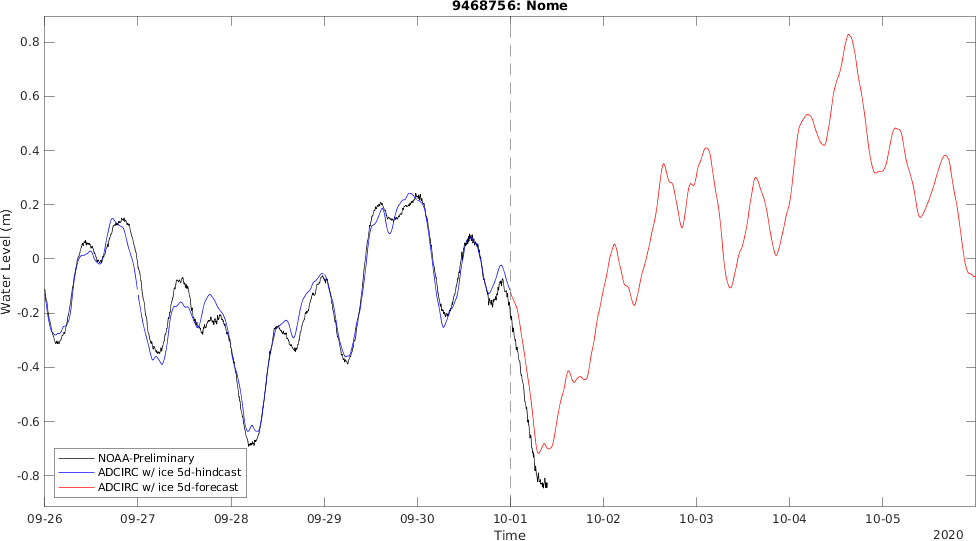 9468756: Nome
Water Level (m)
0.8
0.6
0.4
0.2
0
-0.2
-0.4
-0.6
-0.8
NOAA-Preliminary
ADCIRC w/ ice 5d-hindcast
ADCIRC w/ ice 5d-forecast
09-26 09-27 09-28 09-29 09-30 10-01 10-02 10-03 10-04 10-05
Time
2020